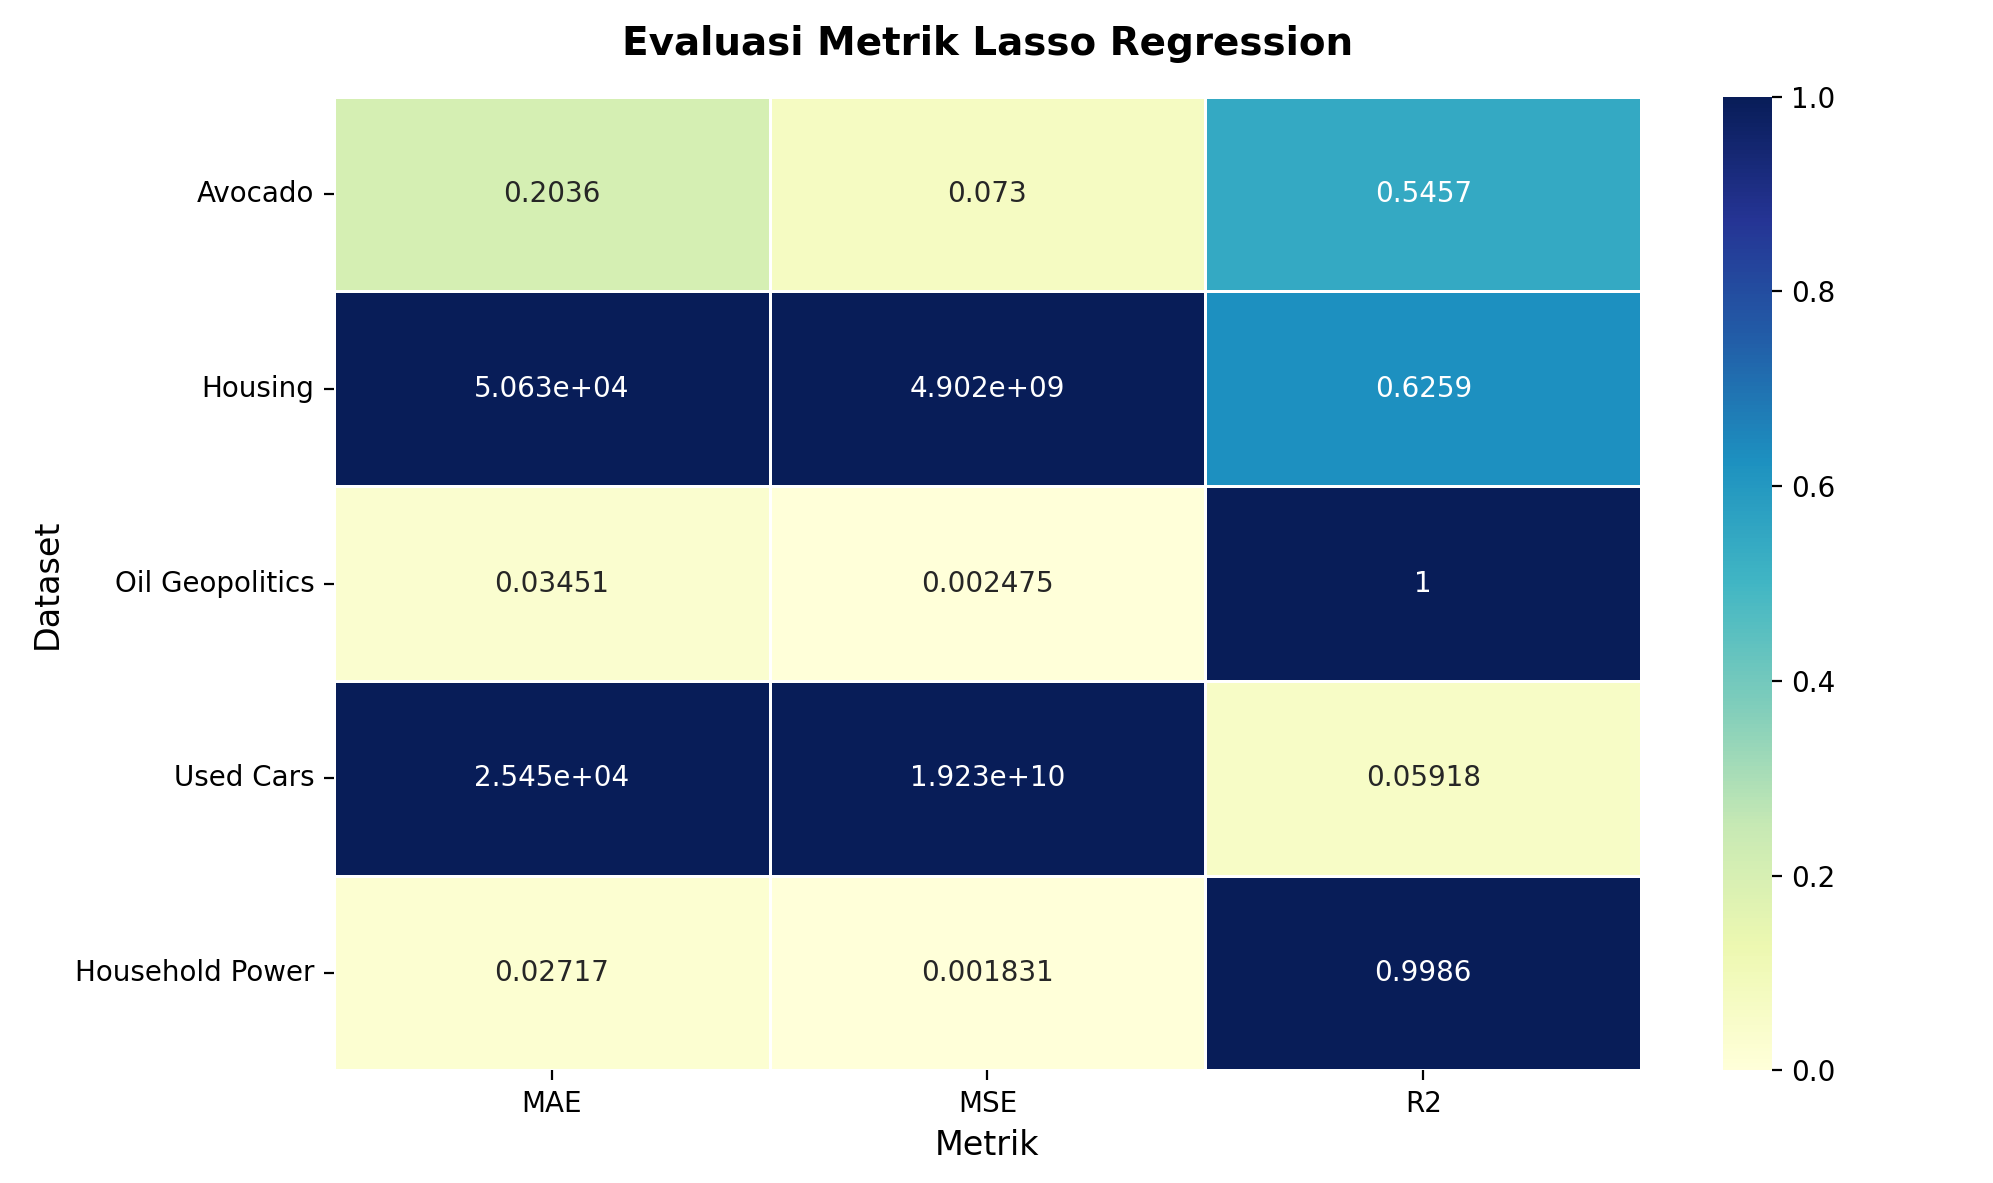 Evaluasi Metrik Lasso Regression
Dataset
Avocado 0.2036 0.073 0.5457
Housing 5.063e+04 4.902e+09 0.6259
Oil Geopolitics 0.03451 0.002475 1
Used Cars 2.545e+04 1.923e+10 0.05918
Household Power 0.02717 0.001831 0.9986
MAE MSE R2
Metrik
1.0
0.8
0.6
0.4
0.2
0.0